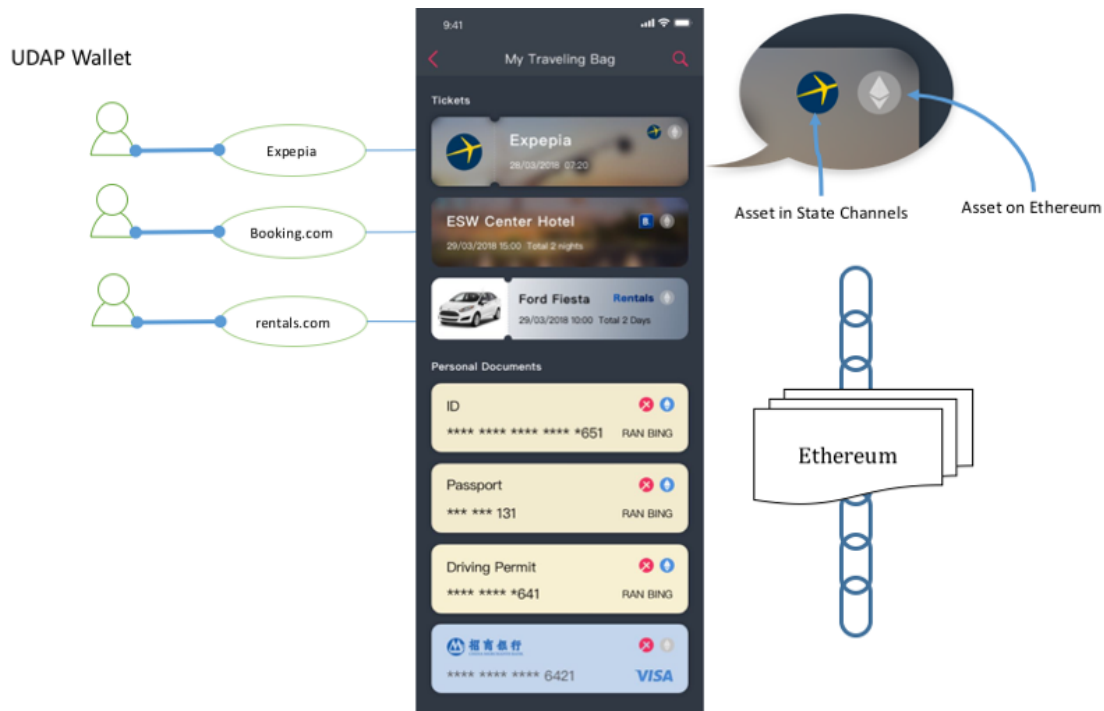 UDAP Wallet
Expepia
Booking.com
rentals.com
9:41
My Traveling Bag
Tickets
Expepia
28/03/2018 07:20
ESW Center Hotel
B.
29/03/2018 15:00 Total 2 nights
Ford Fiesta
Rentals
29/03/2018 10:00 Total 2 Days
Personal Documents
ID
**** **** **** **** *651
RAN BING
Passport
*** *** 131
RAN BING
Driving Permit
**** **** *641
RAN BING
招商银行
**** **** **** 6421
VISA
Asset in State Channels
Asset on Ethereum
Ethereum